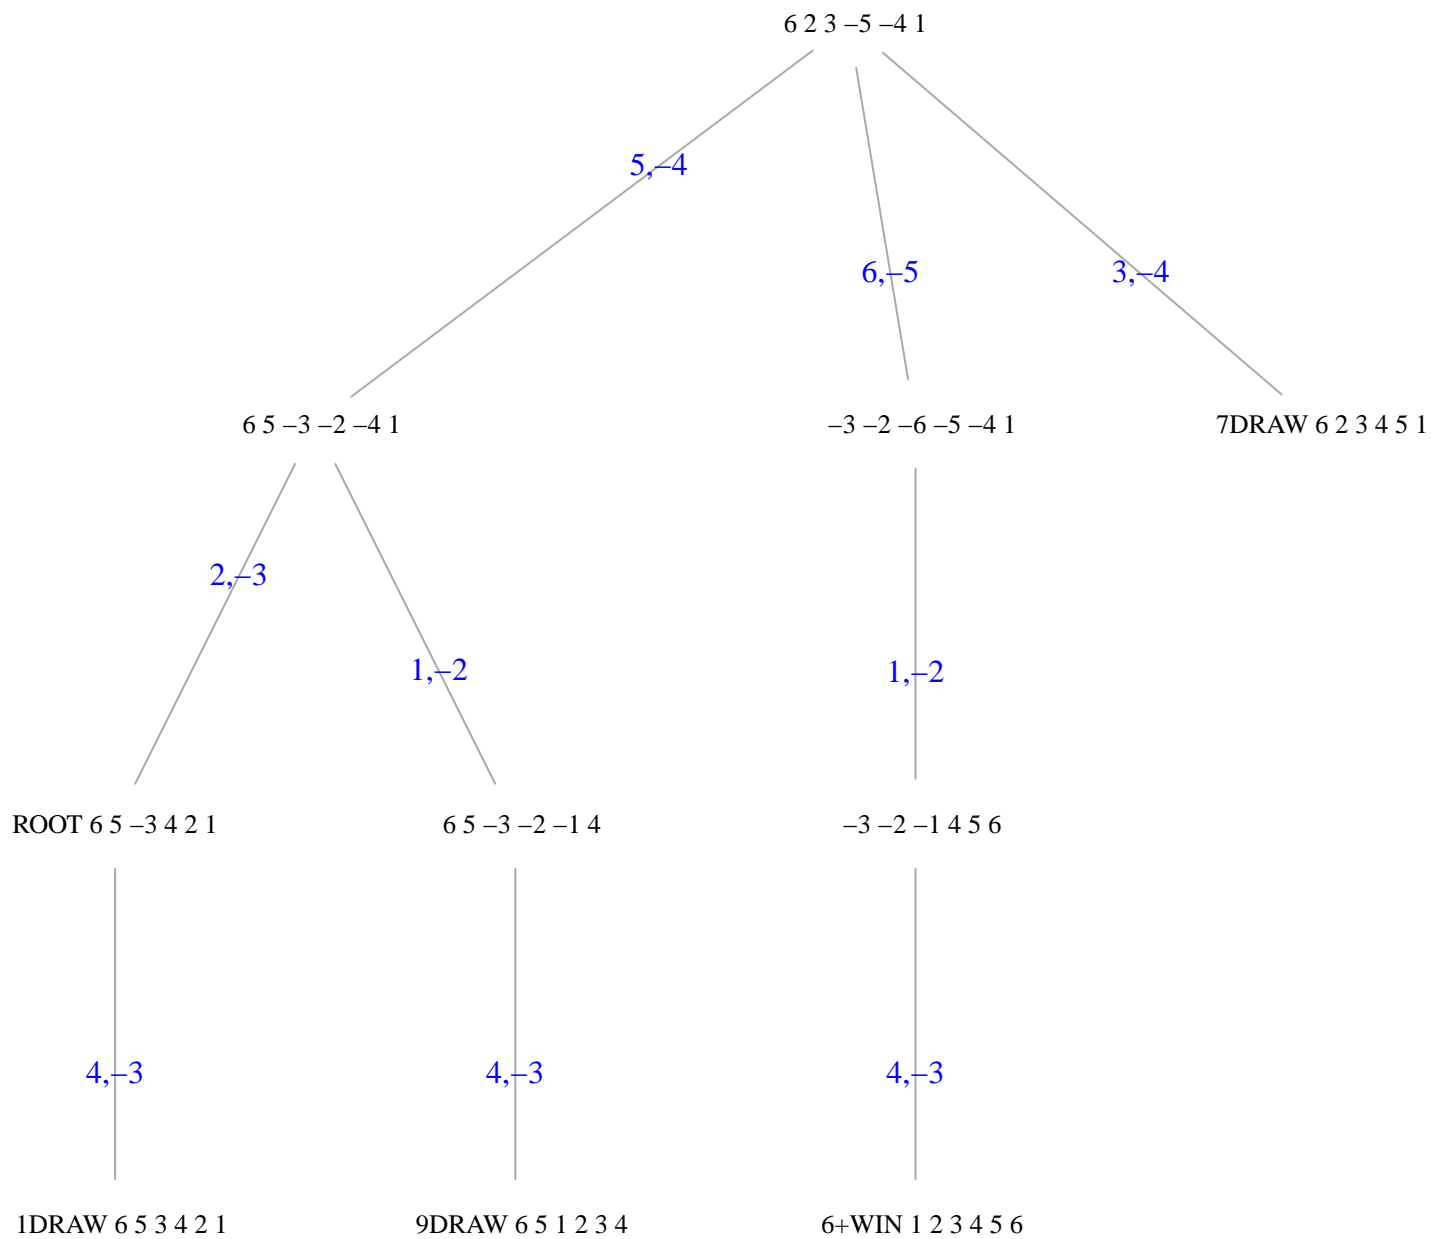 6 2 3 –5 –4 1
5,–4
6,–5
3,–4
6 5 –3 –2 –4 1
–3 –2 –6 –5 –4 1
7DRAW 6 2 3 4 5 1
2,–3
1,–2
1,–2
ROOT 6 5 –3 4 2 1
6 5 –3 –2 –1 4
–3 –2 –1 4 5 6
4,–3
4,–3
4,–3
1DRAW 6 5 3 4 2 1
9DRAW 6 5 1 2 3 4
6+WIN 1 2 3 4 5 6